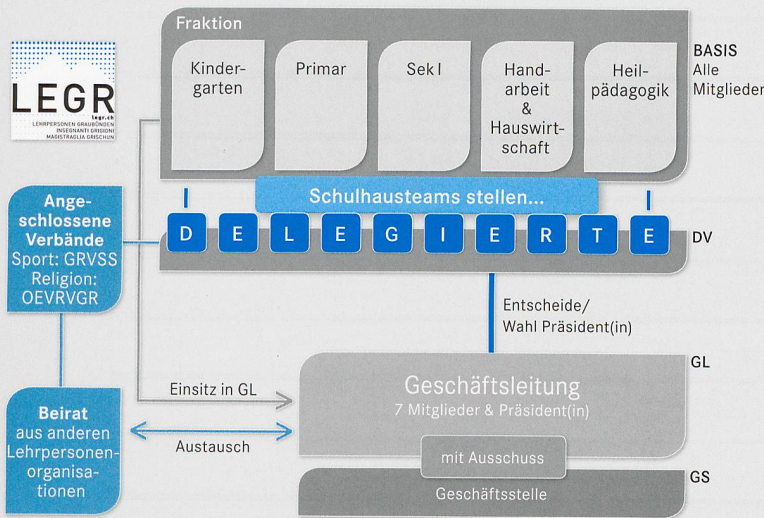 Fraktion
Kinder-
garten
Primar
Sek I
Hand-
arbeit
&
Hauswirt-
schaft
Heil-
pädagogik
BASIS
Alle
Mitglieder
LEGR
legr.ch
LEHRPERSONEN GRAUBÜNDEN
INSEGNANTI GRIGIONI
MAGISTRAGLIA GRISCHUN
Schulhausteams stellen...
D E L E G I E R T E
DV
Ange-
schlossene
Verbände
Sport: GRVSS
Religion:
OEVRVGR
Entscheide/
Wahl Präsident(in)
GL
Einsitz in GL
Geschäftsleitung
7 Mitglieder & Präsident(in)
Austausch
Beirat
aus anderen
Lehrpersonen-
organisa-
tionen
mit Ausschuss
GS
Geschäftsstelle